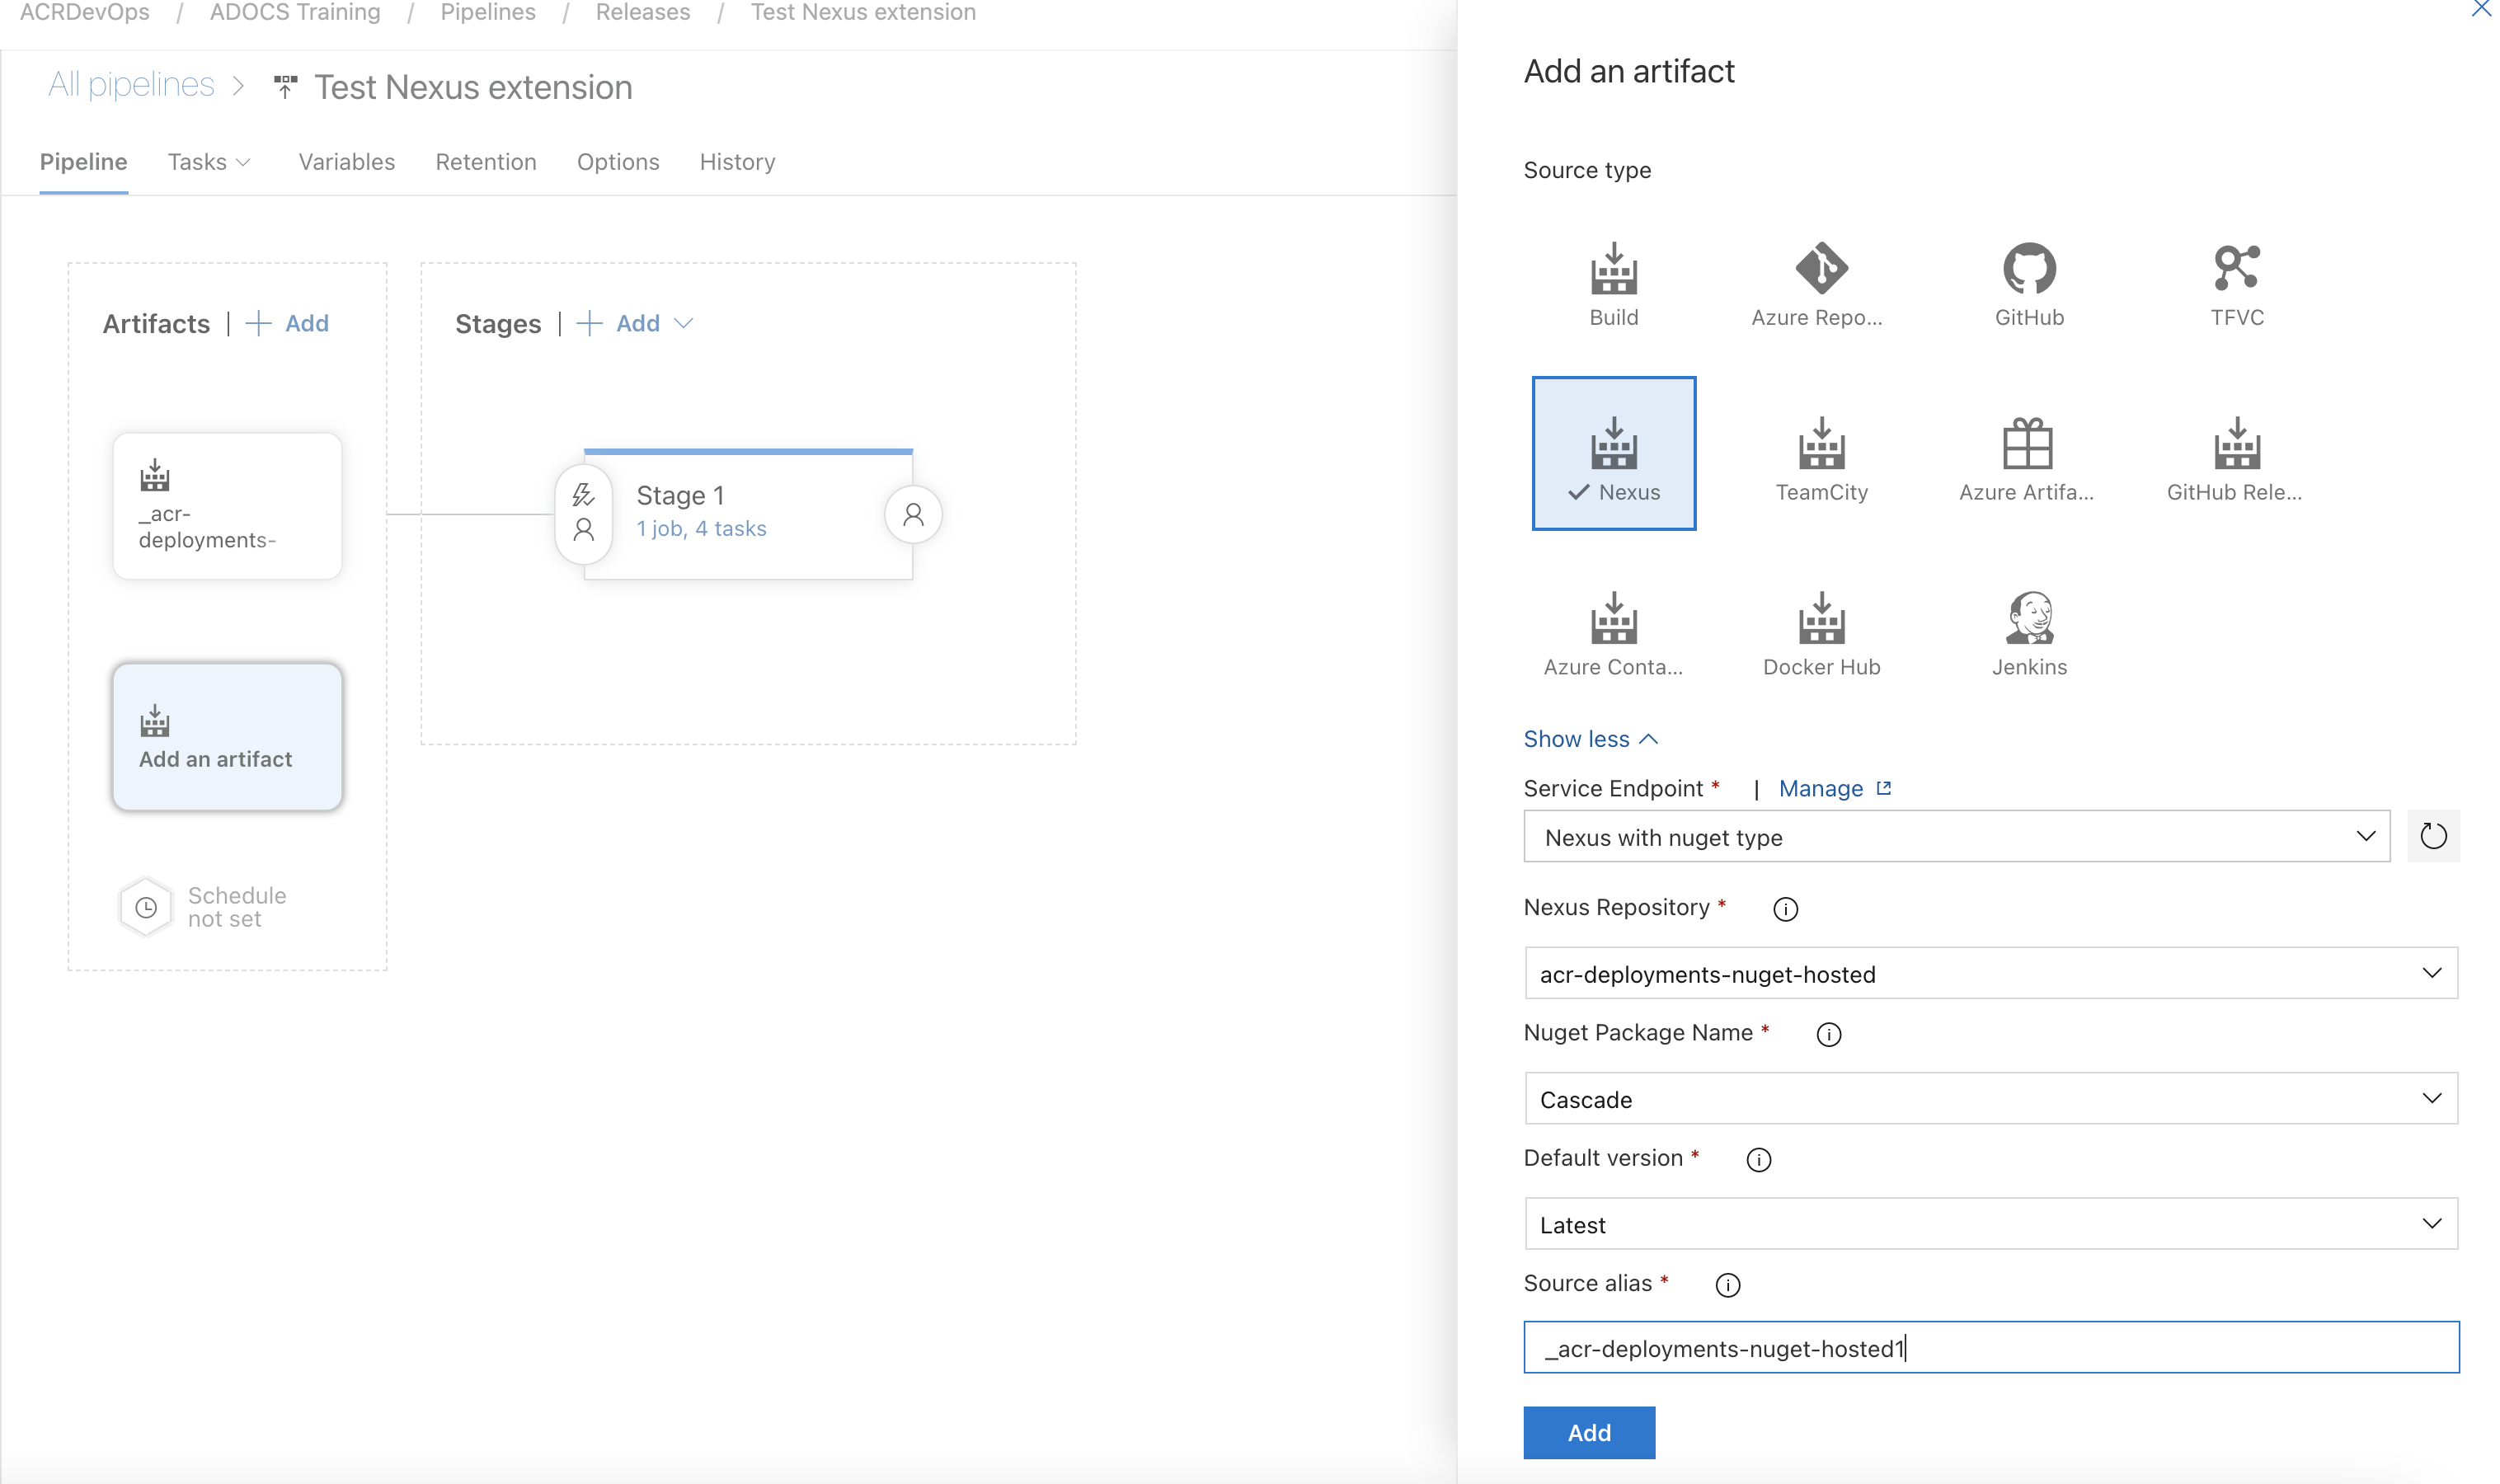 ACRDevOps / ADOCS Training / Pipelines / Releases / Test Nexus extension
All pipelines > Test Nexus extension
Pipeline Tasks Variables Retention Options History
Artifacts | + Add
Stages | + Add
_acr-
deployments-
Stage 1
1 job, 4 tasks
Add an artifact
Schedule
not set
Add an artifact
Source type
Build
Azure Repo...
GitHub
TFVC
Nexus
TeamCity
Azure Artifa...
GitHub Rele...
Azure Conta...
Docker Hub
Jenkins
Show less
Service Endpoint * | Manage
Nexus with nuget type
Nexus Repository *
acr-deployments-nuget-hosted
Nuget Package Name *
Cascade
Default version *
Latest
Source alias *
_acr-deployments-nuget-hosted1
Add